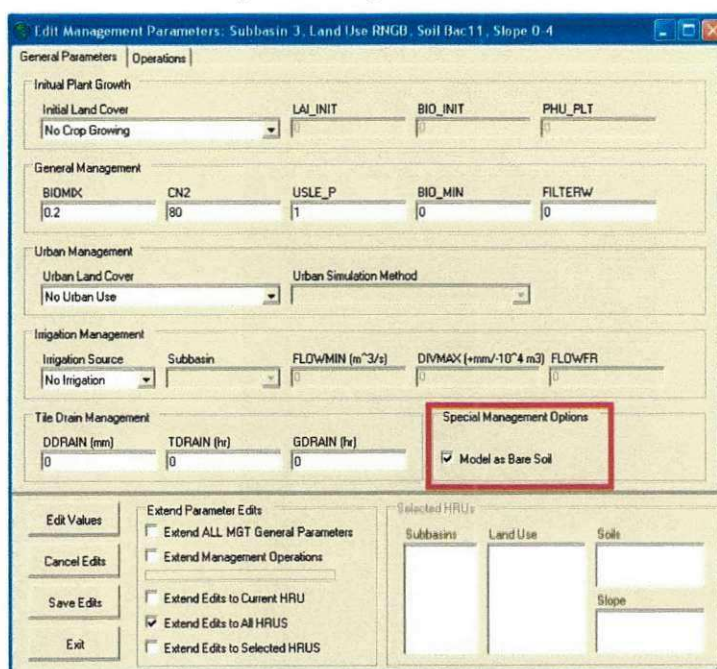 Edit Management Parameters: Subbasin 3, Land Use RNGB, Soil Bac11, Slope 0-4
General Parameters Operations
Initual Plant Growth
Initial Land Cover LAI_INIT BIO_INIT PHU_PLT
No Crop Growing 0 0 0
General Management
BIOMIX CN2 USLE_P BIO_MIN FILTERW
0.2 80 1 0 0
Urban Management
Urban Land Cover Urban Simulation Method
No Urban Use
Irrigation Management
Irrigation Source Subbasin FLOWMIN (m^3/s) DIVMAX (+mm/-10^4 m3) FLOWFR
No Irrigation 0 0 0
Tile Drain Management Special Management Options
DDRAIN (mm) TDRAIN (hr) GDRAIN (hr)
0 0 0 Model as Bare Soil
Edit Values
Cancel Edits
Save Edits
Exit
Extend Parameter Edits
Extend ALL MGT General Parameters
Extend Management Operations
Extend Edits to Current HRU
Extend Edits to All HRUS
Extend Edits to Selected HRUS
Selected HRUs
Subbasins Land Use Soils
Slope